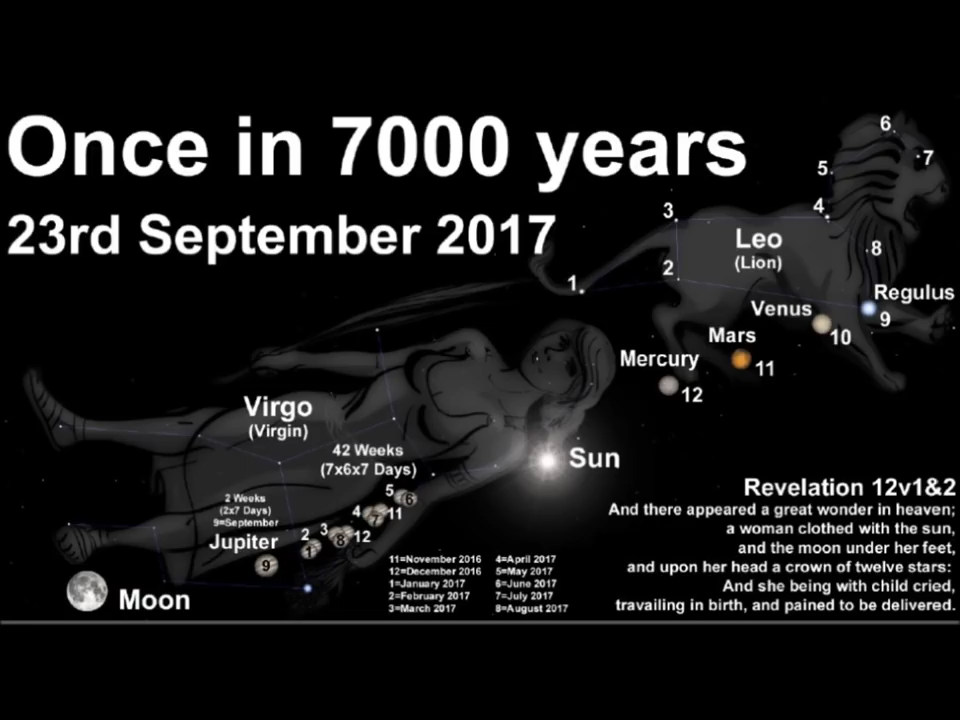 Once in 7000 years
23rd September 2017
6
7
5
4
3
8
Leo
(Lion)
2
1
Regulus
9
Venus
10
Mars
11
Mercury
12
Virgo
(Virgin)
42 Weeks
(7x6x7 Days)
Sun
2 Weeks
(2x7 Days)
9=September
Jupiter
5
6
4
7
11
2
3
8
12
1
9
Moon
11=November 2016
12=December 2016
1=January 2017
2=February 2017
3=March 2017
4=April 2017
5=May 2017
6=June 2017
7=July 2017
8=August 2017
Revelation 12v1&2
And there appeared a great wonder in heaven;
a woman clothed with the sun,
and the moon under her feet,
and upon her head a crown of twelve stars:
And she being with child cried,
travailing in birth, and pained to be delivered.